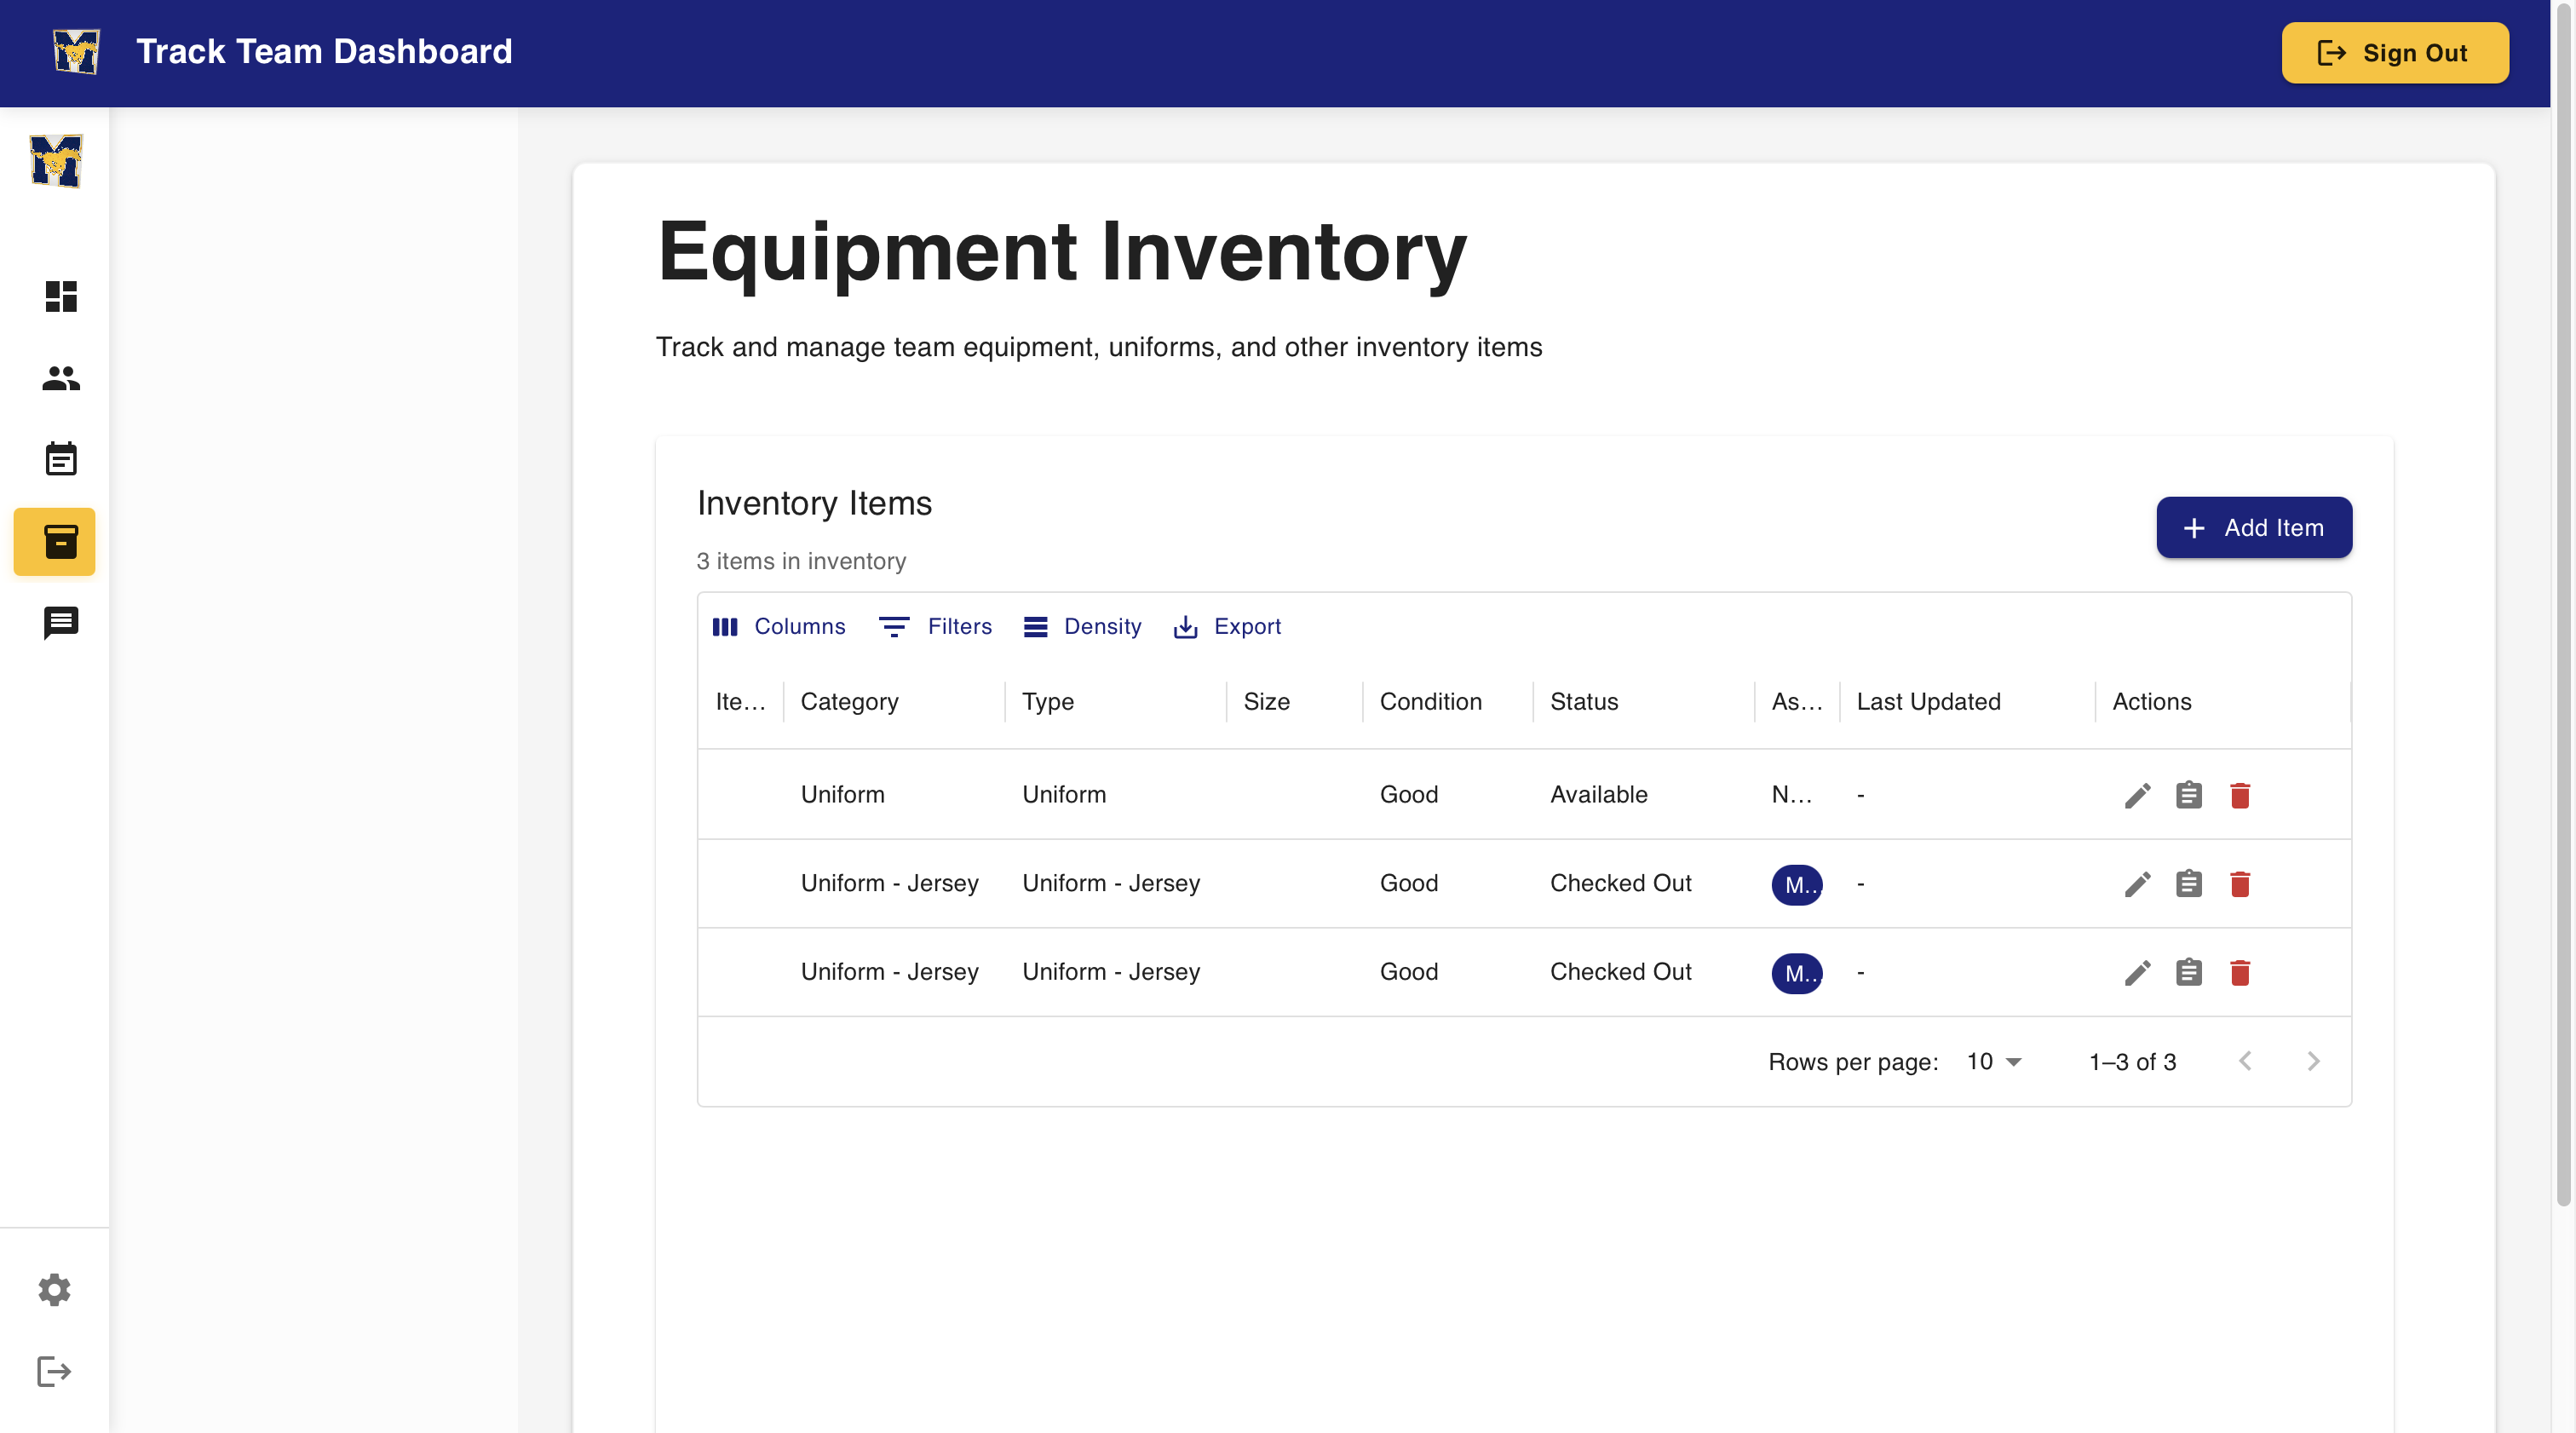 Track Team Dashboard
Sign Out
Equipment Inventory
Track and manage team equipment, uniforms, and other inventory items
Inventory Items
Add Item
3 items in inventory
Columns Filters Density Export
Ite... Category Type Size Condition Status As... Last Updated Actions
Uniform Uniform Good Available N... -
Uniform - Jersey Uniform - Jersey Good Checked Out M... -
Uniform - Jersey Uniform - Jersey Good Checked Out M... -
Rows per page: 10 1–3 of 3